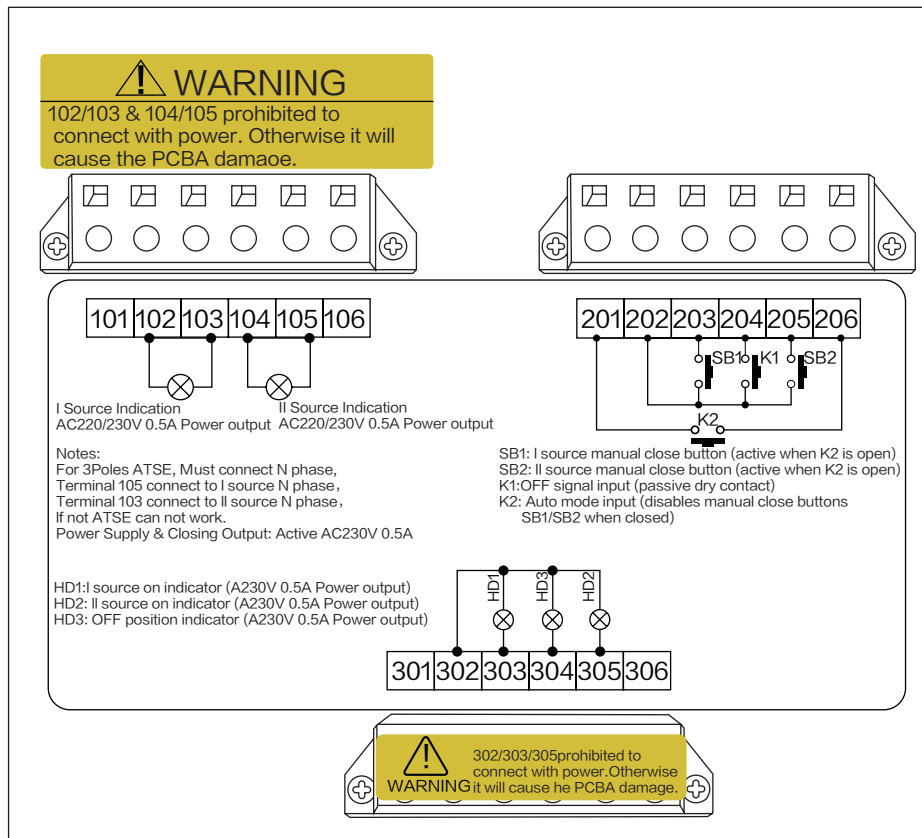 WARNING
102/103 & 104/105 prohibited to
connect with power. Otherwise it will
cause the PCBA damaoe.
101 102 103 104 105 106
201 202 203 204 205 206
SB1 K1 SB2
K2
I Source Indication
AC220/230V 0.5A Power output
II Source Indication
AC220/230V 0.5A Power output
Notes:
For 3Poles ATSE, Must connect N phase,
Terminal 105 connect to I source N phase,
Terminal 103 connect to II source N phase,
If not ATSE can not work.
Power Supply & Closing Output: Active AC230V 0.5A
SB1: I source manual close button (active when K2 is open)
SB2: II source manual close button (active when K2 is open)
K1:OFF signal input (passive dry contact)
K2: Auto mode input (disables manual close buttons
SB1/SB2 when closed)
HD1:I source on indicator (A230V 0.5A Power output)
HD2: II source on indicator (A230V 0.5A Power output)
HD3: OFF position indicator (A230V 0.5A Power output)
HD1 HD3 HD2
301 302 303 304 305 306
WARNING
302/303/305prohibited to
connect with power.Otherwise
it will cause he PCBA damage.